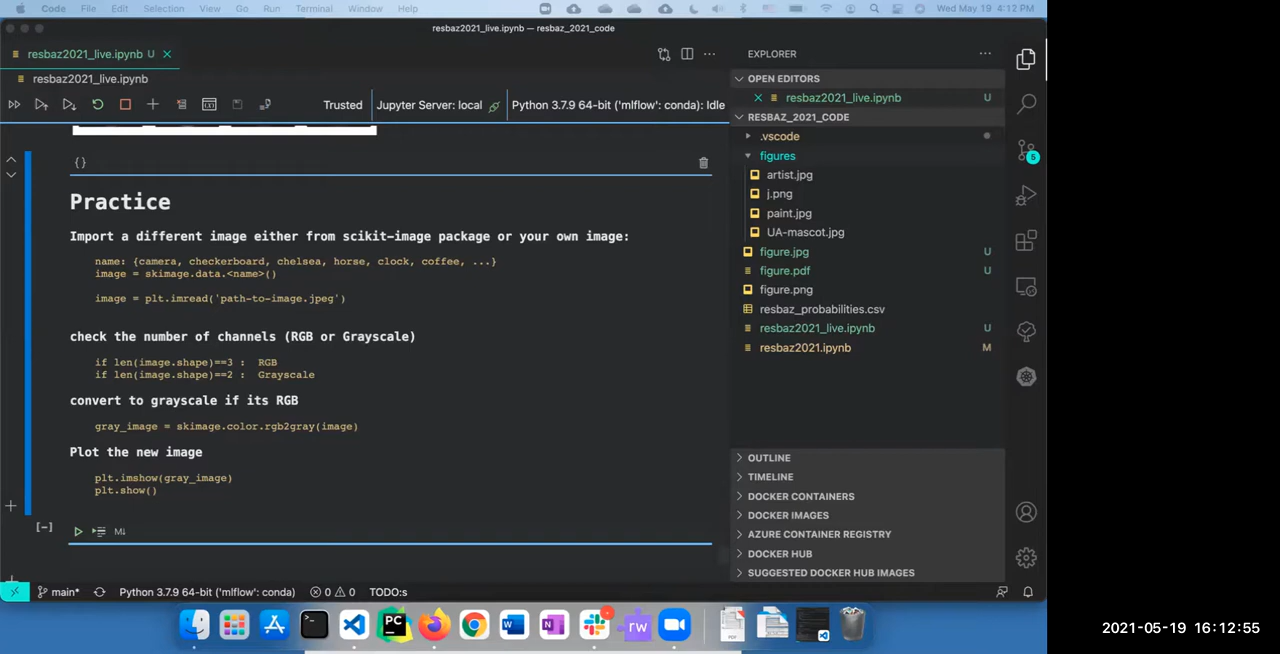 Code File Edit Selection View Go Run Terminal Window Help Wed May 19 4:12 PM
resbaz2021_live.ipynb — resbaz_2021_code
resbaz2021_live.ipynb U
resbaz2021_live.ipynb
Trusted Jupyter Server: local Python 3.7.9 64-bit ('mlflow': conda): Idle
{}
Practice
Import a different image either from scikit-image package or your own image:
name: {camera, checkerboard, chelsea, horse, clock, coffee, ...}
image = skimage.data.<name>()
image = plt.imread('path-to-image.jpeg')
check the number of channels (RGB or Grayscale)
if len(image.shape)==3 : RGB
if len(image.shape)==2 : Grayscale
convert to grayscale if its RGB
gray_image = skimage.color.rgb2gray(image)
Plot the new image
plt.imshow(gray_image)
plt.show()
[-]
M↓
EXPLORER
OPEN EDITORS
resbaz2021_live.ipynb U
RESBAZ_2021_CODE
.vscode
figures
artist.jpg
j.png
paint.jpg
UA-mascot.jpg
figure.jpg U
figure.pdf U
figure.png
resbaz_probabilities.csv
resbaz2021_live.ipynb U
resbaz2021.ipynb M
OUTLINE
TIMELINE
DOCKER CONTAINERS
DOCKER IMAGES
AZURE CONTAINER REGISTRY
DOCKER HUB
SUGGESTED DOCKER HUB IMAGES
5
main* Python 3.7.9 64-bit ('mlflow': conda) 0 0 TODO:s
PC
W
N
rw
PDF
2021-05-19 16:12:55